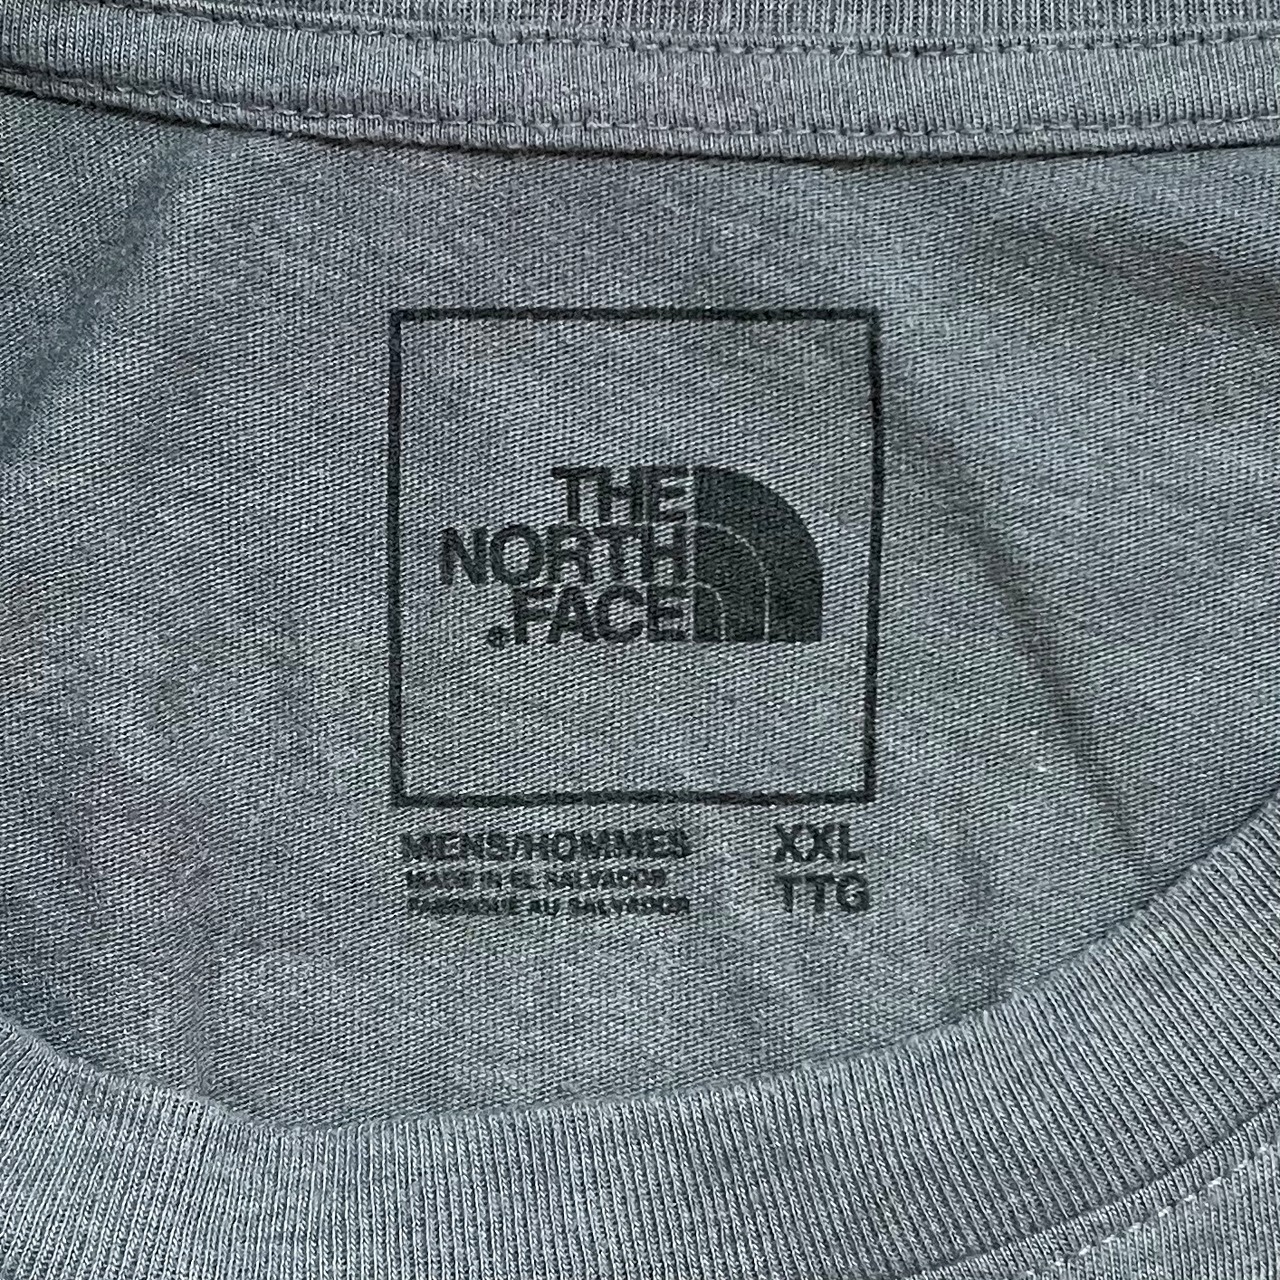 THE
NORTH
FACE®
MENS/HOMMES XXL
MADE IN EL SALVADOR TTG
FABRIQUÉ AU SALVADOR